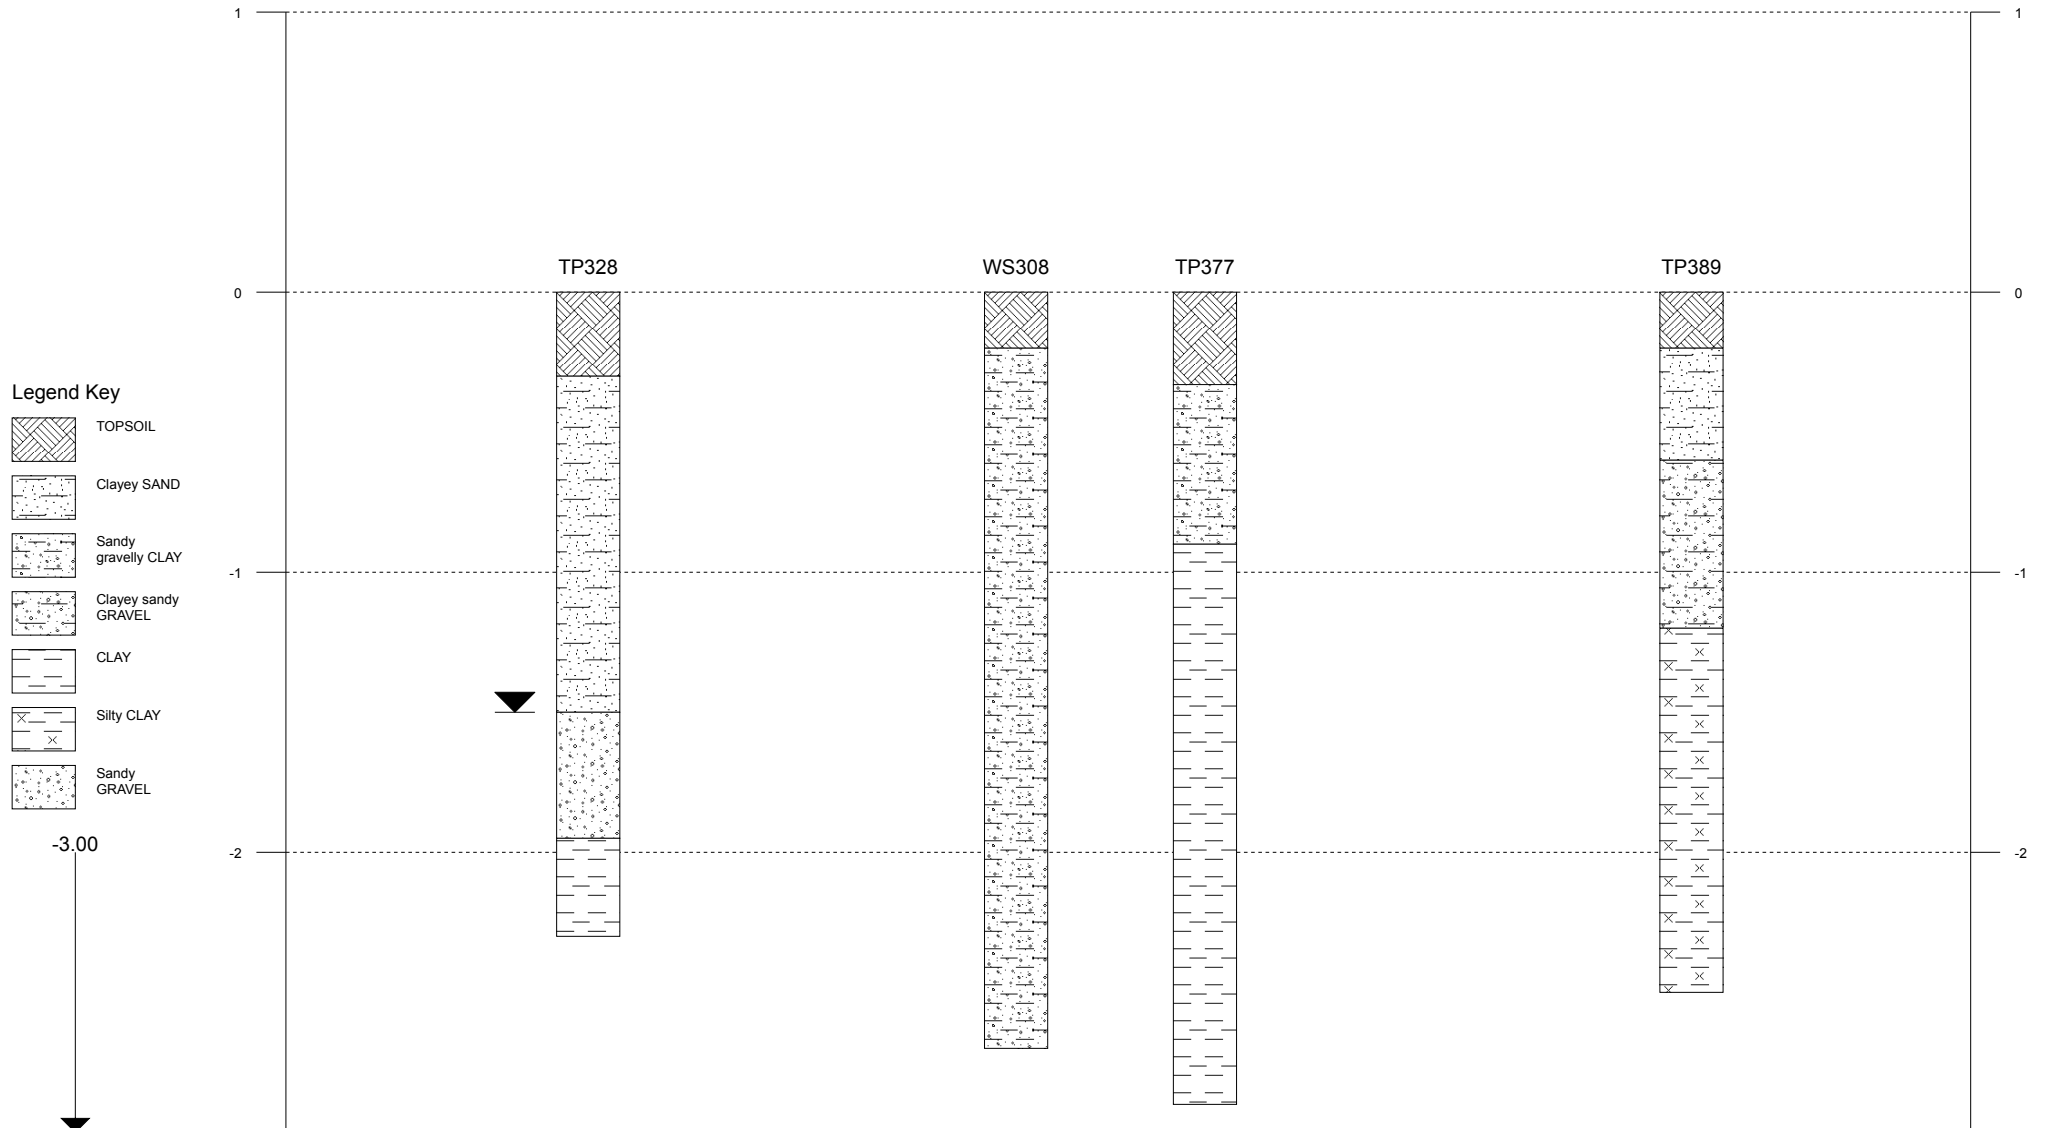 1
1
TP328
WS308
TP377
TP389
0
0
Legend Key
TOPSOIL
Clayey SAND
Sandy
gravelly CLAY
-1
-1
Clayey sandy
GRAVEL
CLAY
Silty CLAY
Sandy
GRAVEL
-3.00
-2
-2